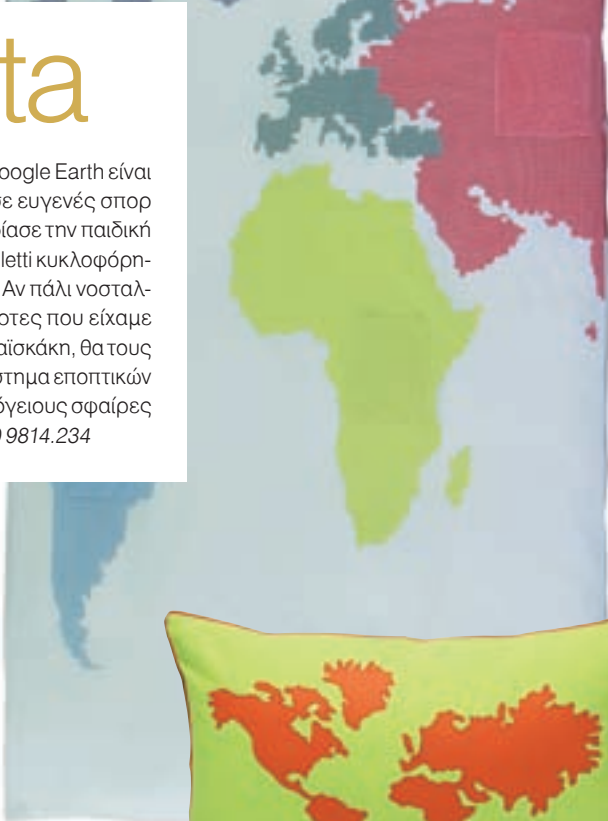 ta
oogle Earth είναι
ε ευγενές σπορ
ίασε την παιδική
letti κυκλοφόρη-
Αν πάλι νοσταλ-
οτες που είχαμε
αϊσκάκη, θα τους
στημα εποπτικών
όγειους σφαίρες
9814.234